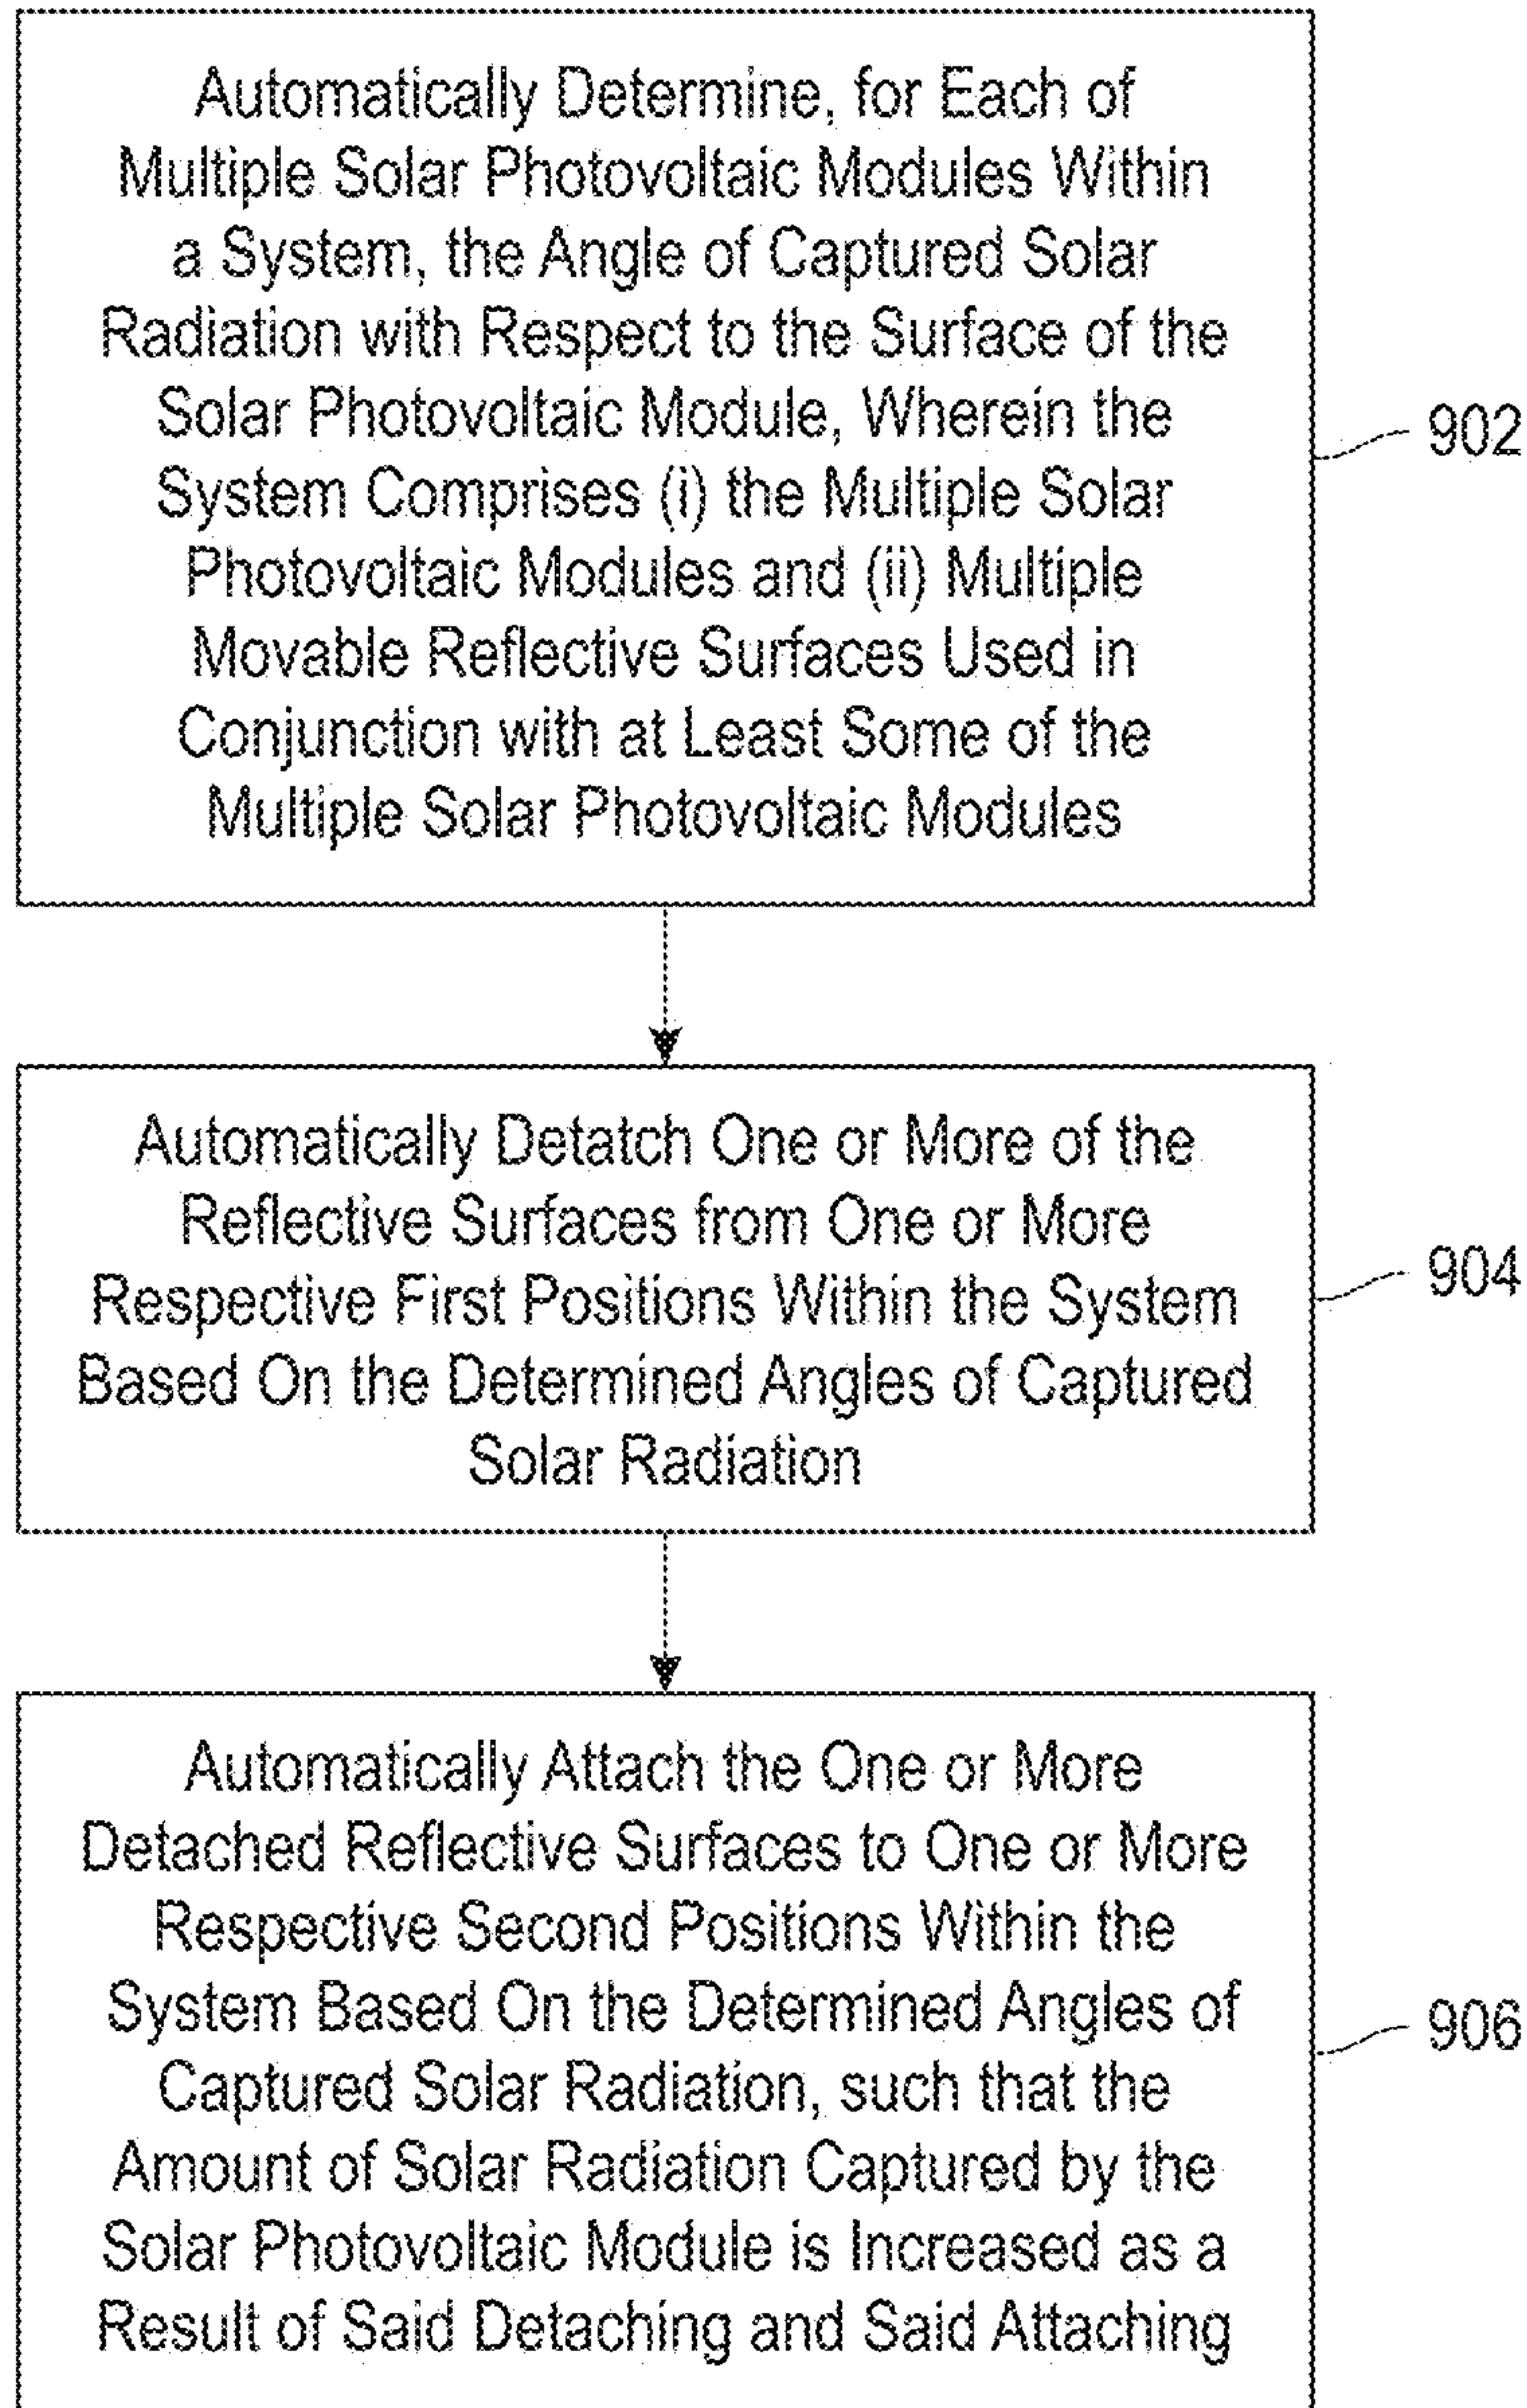 Automatically Determine, for Each of
Multiple Solar Photovoltaic Modules Within
a System, the Angle of Captured Solar
Radiation with Respect to the Surface of the
Solar Photovoltaic Module, Wherein the
System Comprises (i) the Multiple Solar
Photovoltaic Modules and (ii) Multiple
Movable Reflective Surfaces Used in
Conjunction with at Least Some of the
Multiple Solar Photovoltaic Modules
902
Automatically Detatch One or More of the
Reflective Surfaces from One or More
Respective First Positions Within the System
Based On the Determined Angles of Captured
Solar Radiation
904
Automatically Attach the One or More
Detached Reflective Surfaces to One or More
Respective Second Positions Within the
System Based On the Determined Angles of
Captured Solar Radiation, such that the
Amount of Solar Radiation Captured by the
Solar Photovoltaic Module is Increased as a
Result of Said Detaching and Said Attaching
906